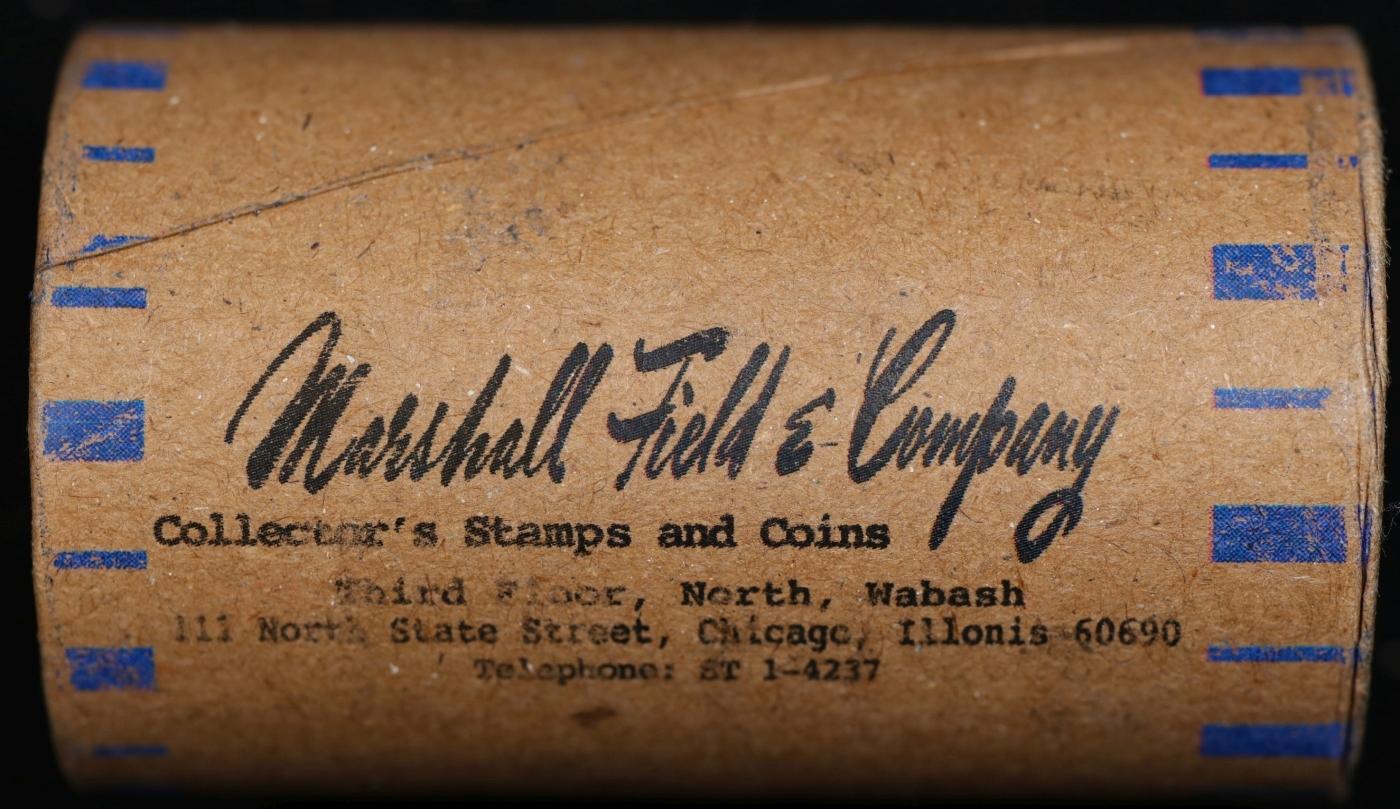 Marshall Field & Company
Collector's Stamps and Coins
Third Floor, North, Wabash
111 North State Street, Chicago, Illonis 60690
Telephone: ST 1-4237